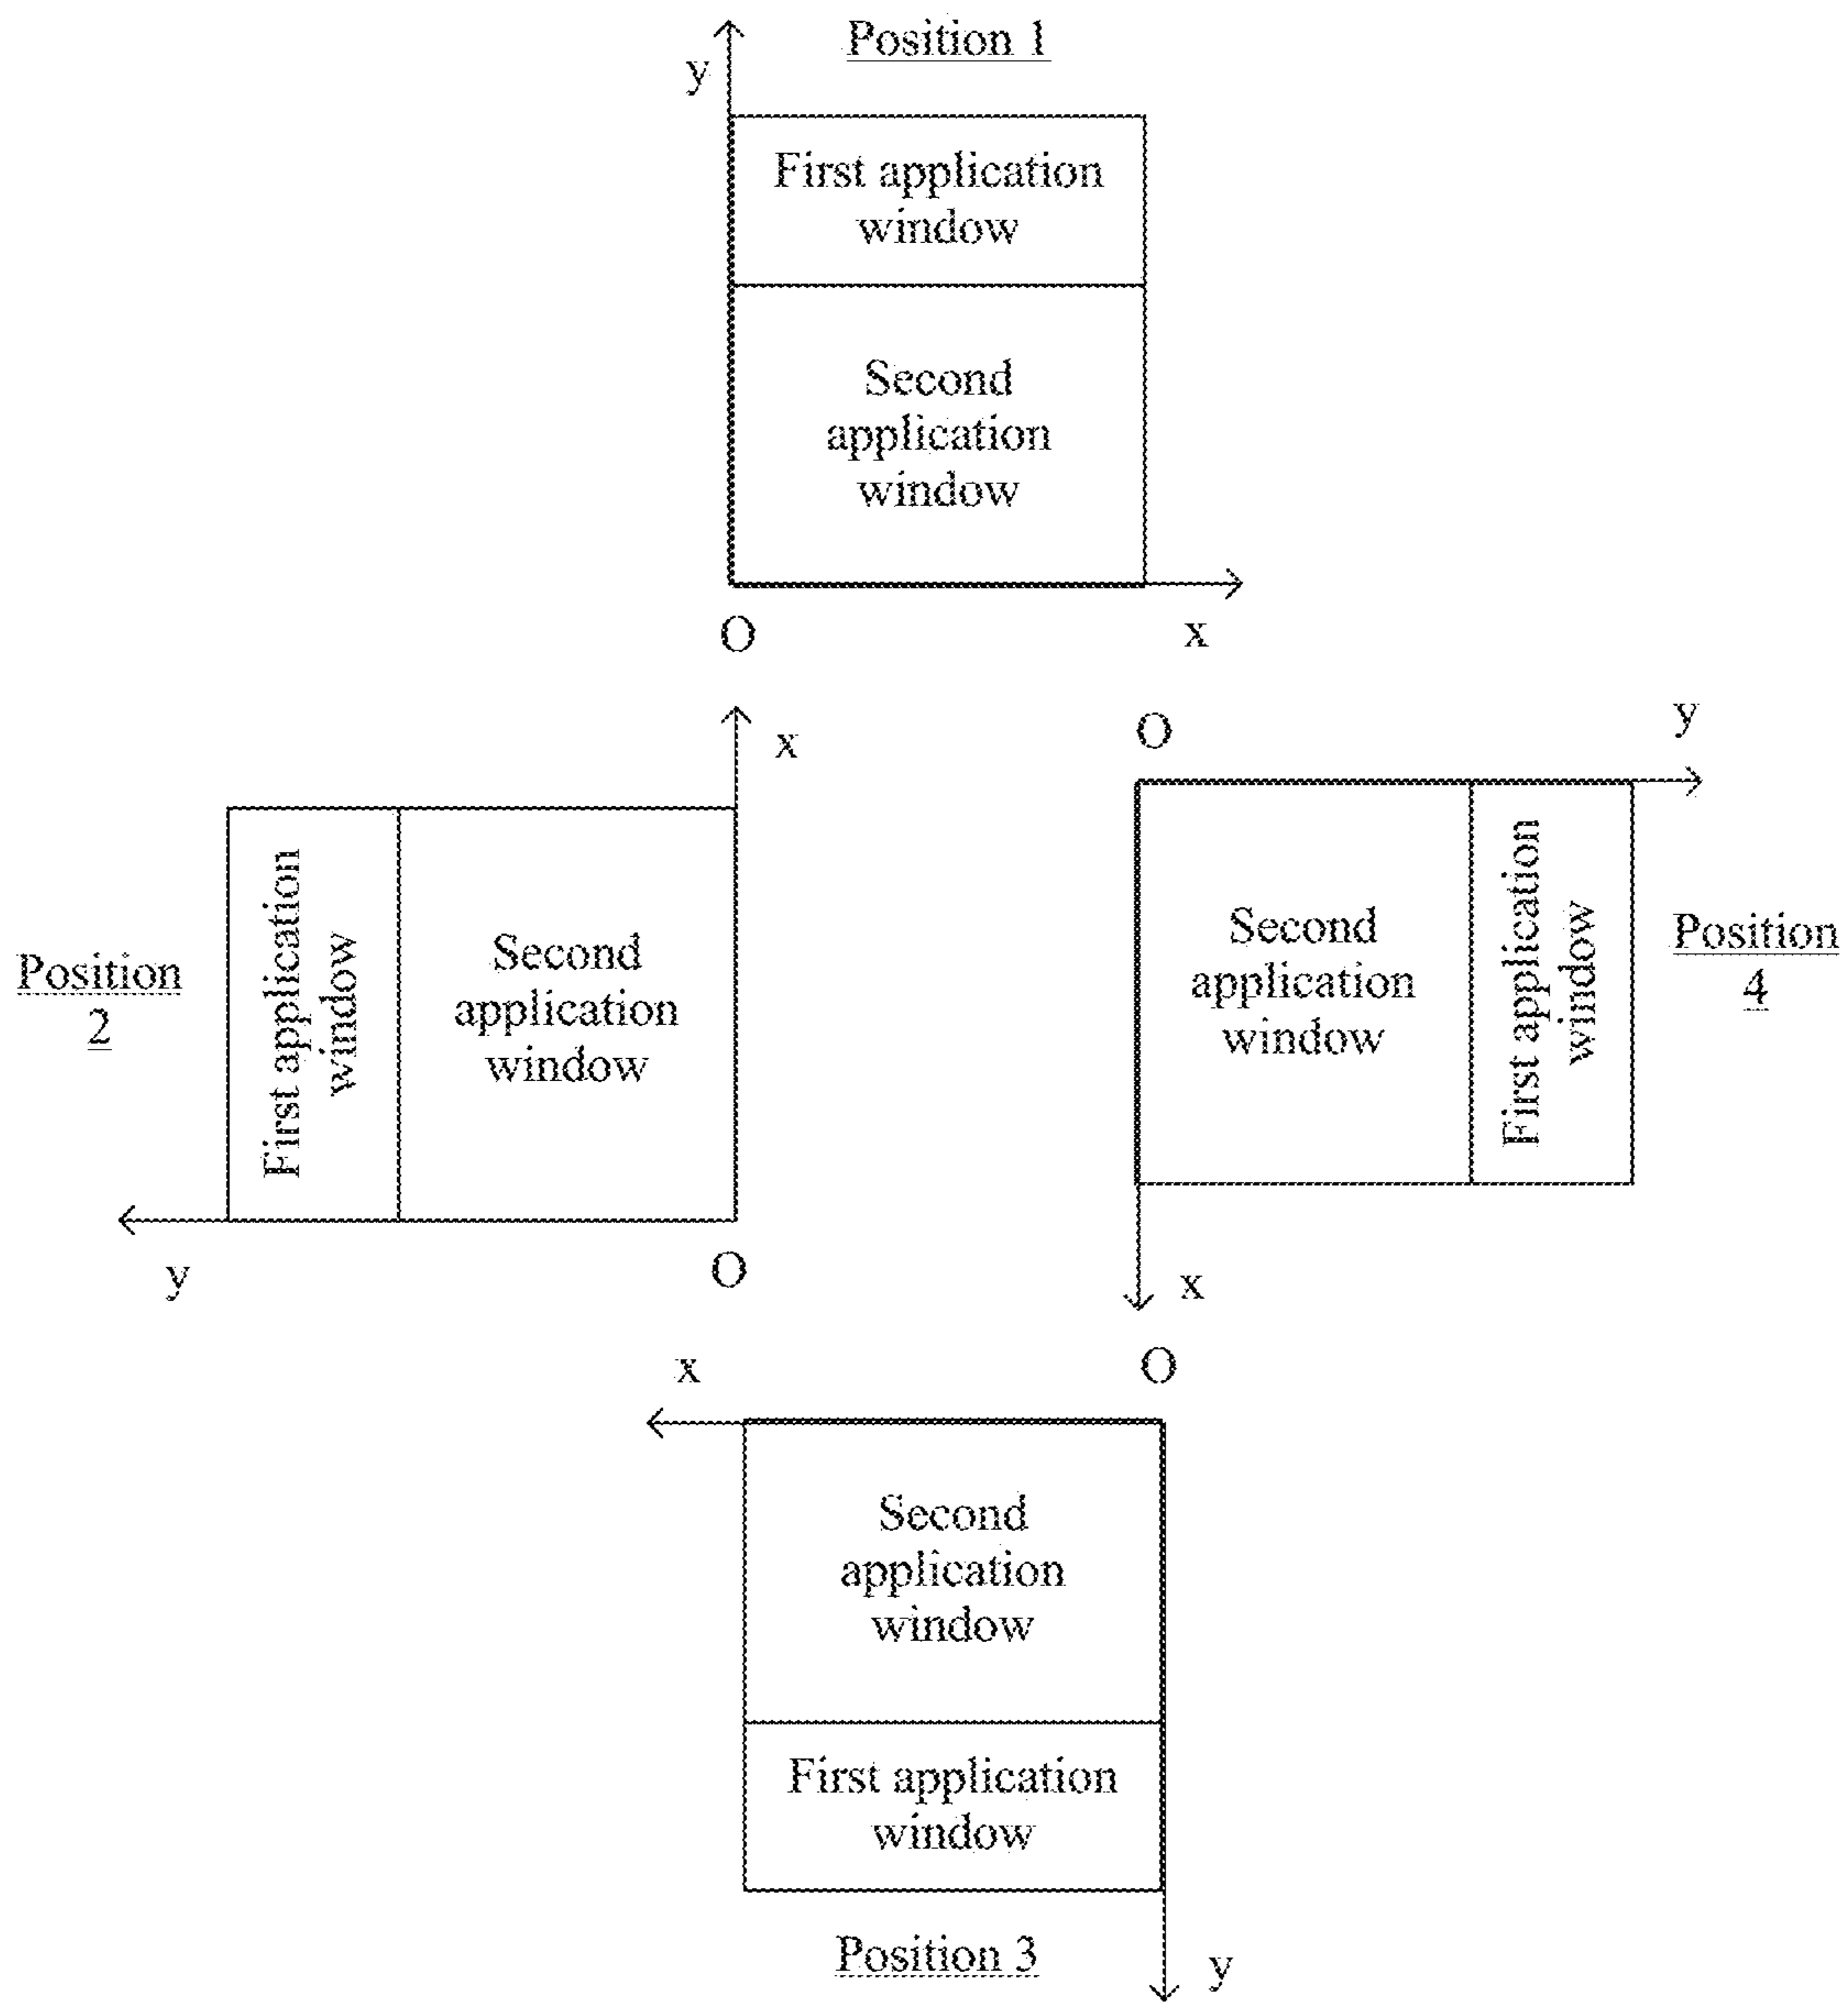 Position 1
y
First application
window
Second
application
window
O
x
x
Position
2
First application
window
Second
application
window
y
O
O
y
Second
application
window
First application
window
Position
4
x
x
O
Second
application
window
First application
window
Position 3
y